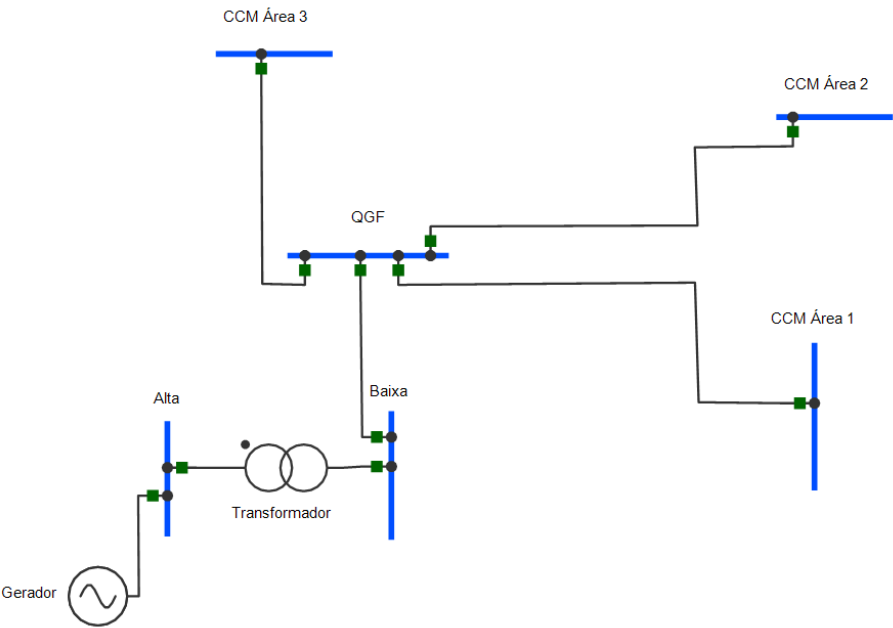 CCM Área 3
CCM Área 2
QGF
CCM Área 1
Baixa
Alta
Transformador
Gerador